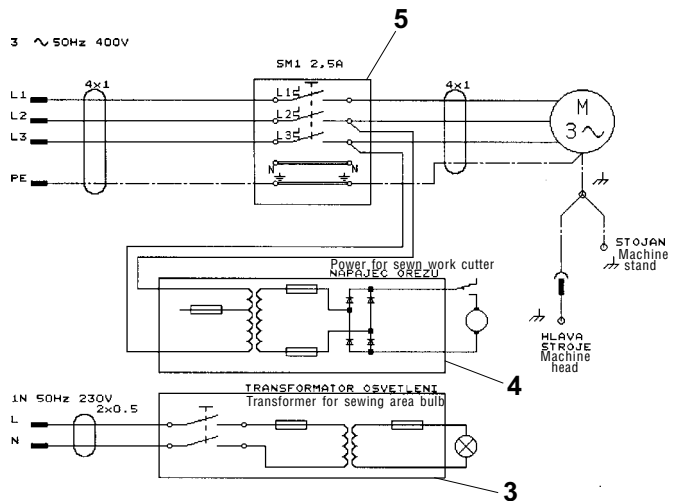 5
3 ∿ 50Hz 400V
SM1 2,5A
4x1
4x1
L1
L1
L2
L2
L3
L3
M
3 ∿
N
N
PE
STOJAN
Machine
stand
Power for sewn work cutter
NAPAJEC OREZU
HLAVA
STROJE
Machine
head
4
1N 50Hz 230V
2x0.5
TRANSFORMATOR OSVETLENI
Transformer for sewing area bulb
L
N
3